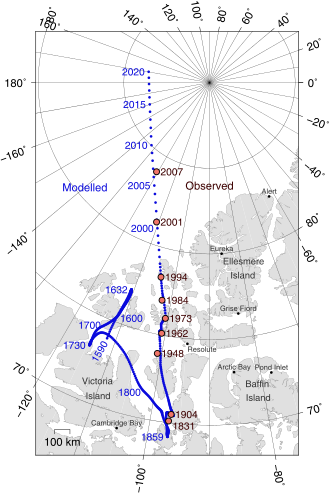 180° 160° 140° 120° 100° 80° 60° 40°
180°
0°
−160°
−20°
−140°
80°
−40°
60°
70°
−120°
70°
−100°
−80°
2020
2015
2010
2007
2005
Modelled
Observed
2001
2000
Alert
Eureka
Ellesmere
Island
1994
1632
1984
Grise Fiord
1600
1973
1700
1962
1730
1590
Resolute
1948
Arctic Bay
Pond Inlet
Victoria
Island
1800
Baffin
Island
1904
Cambridge Bay
1831
1859
100 km